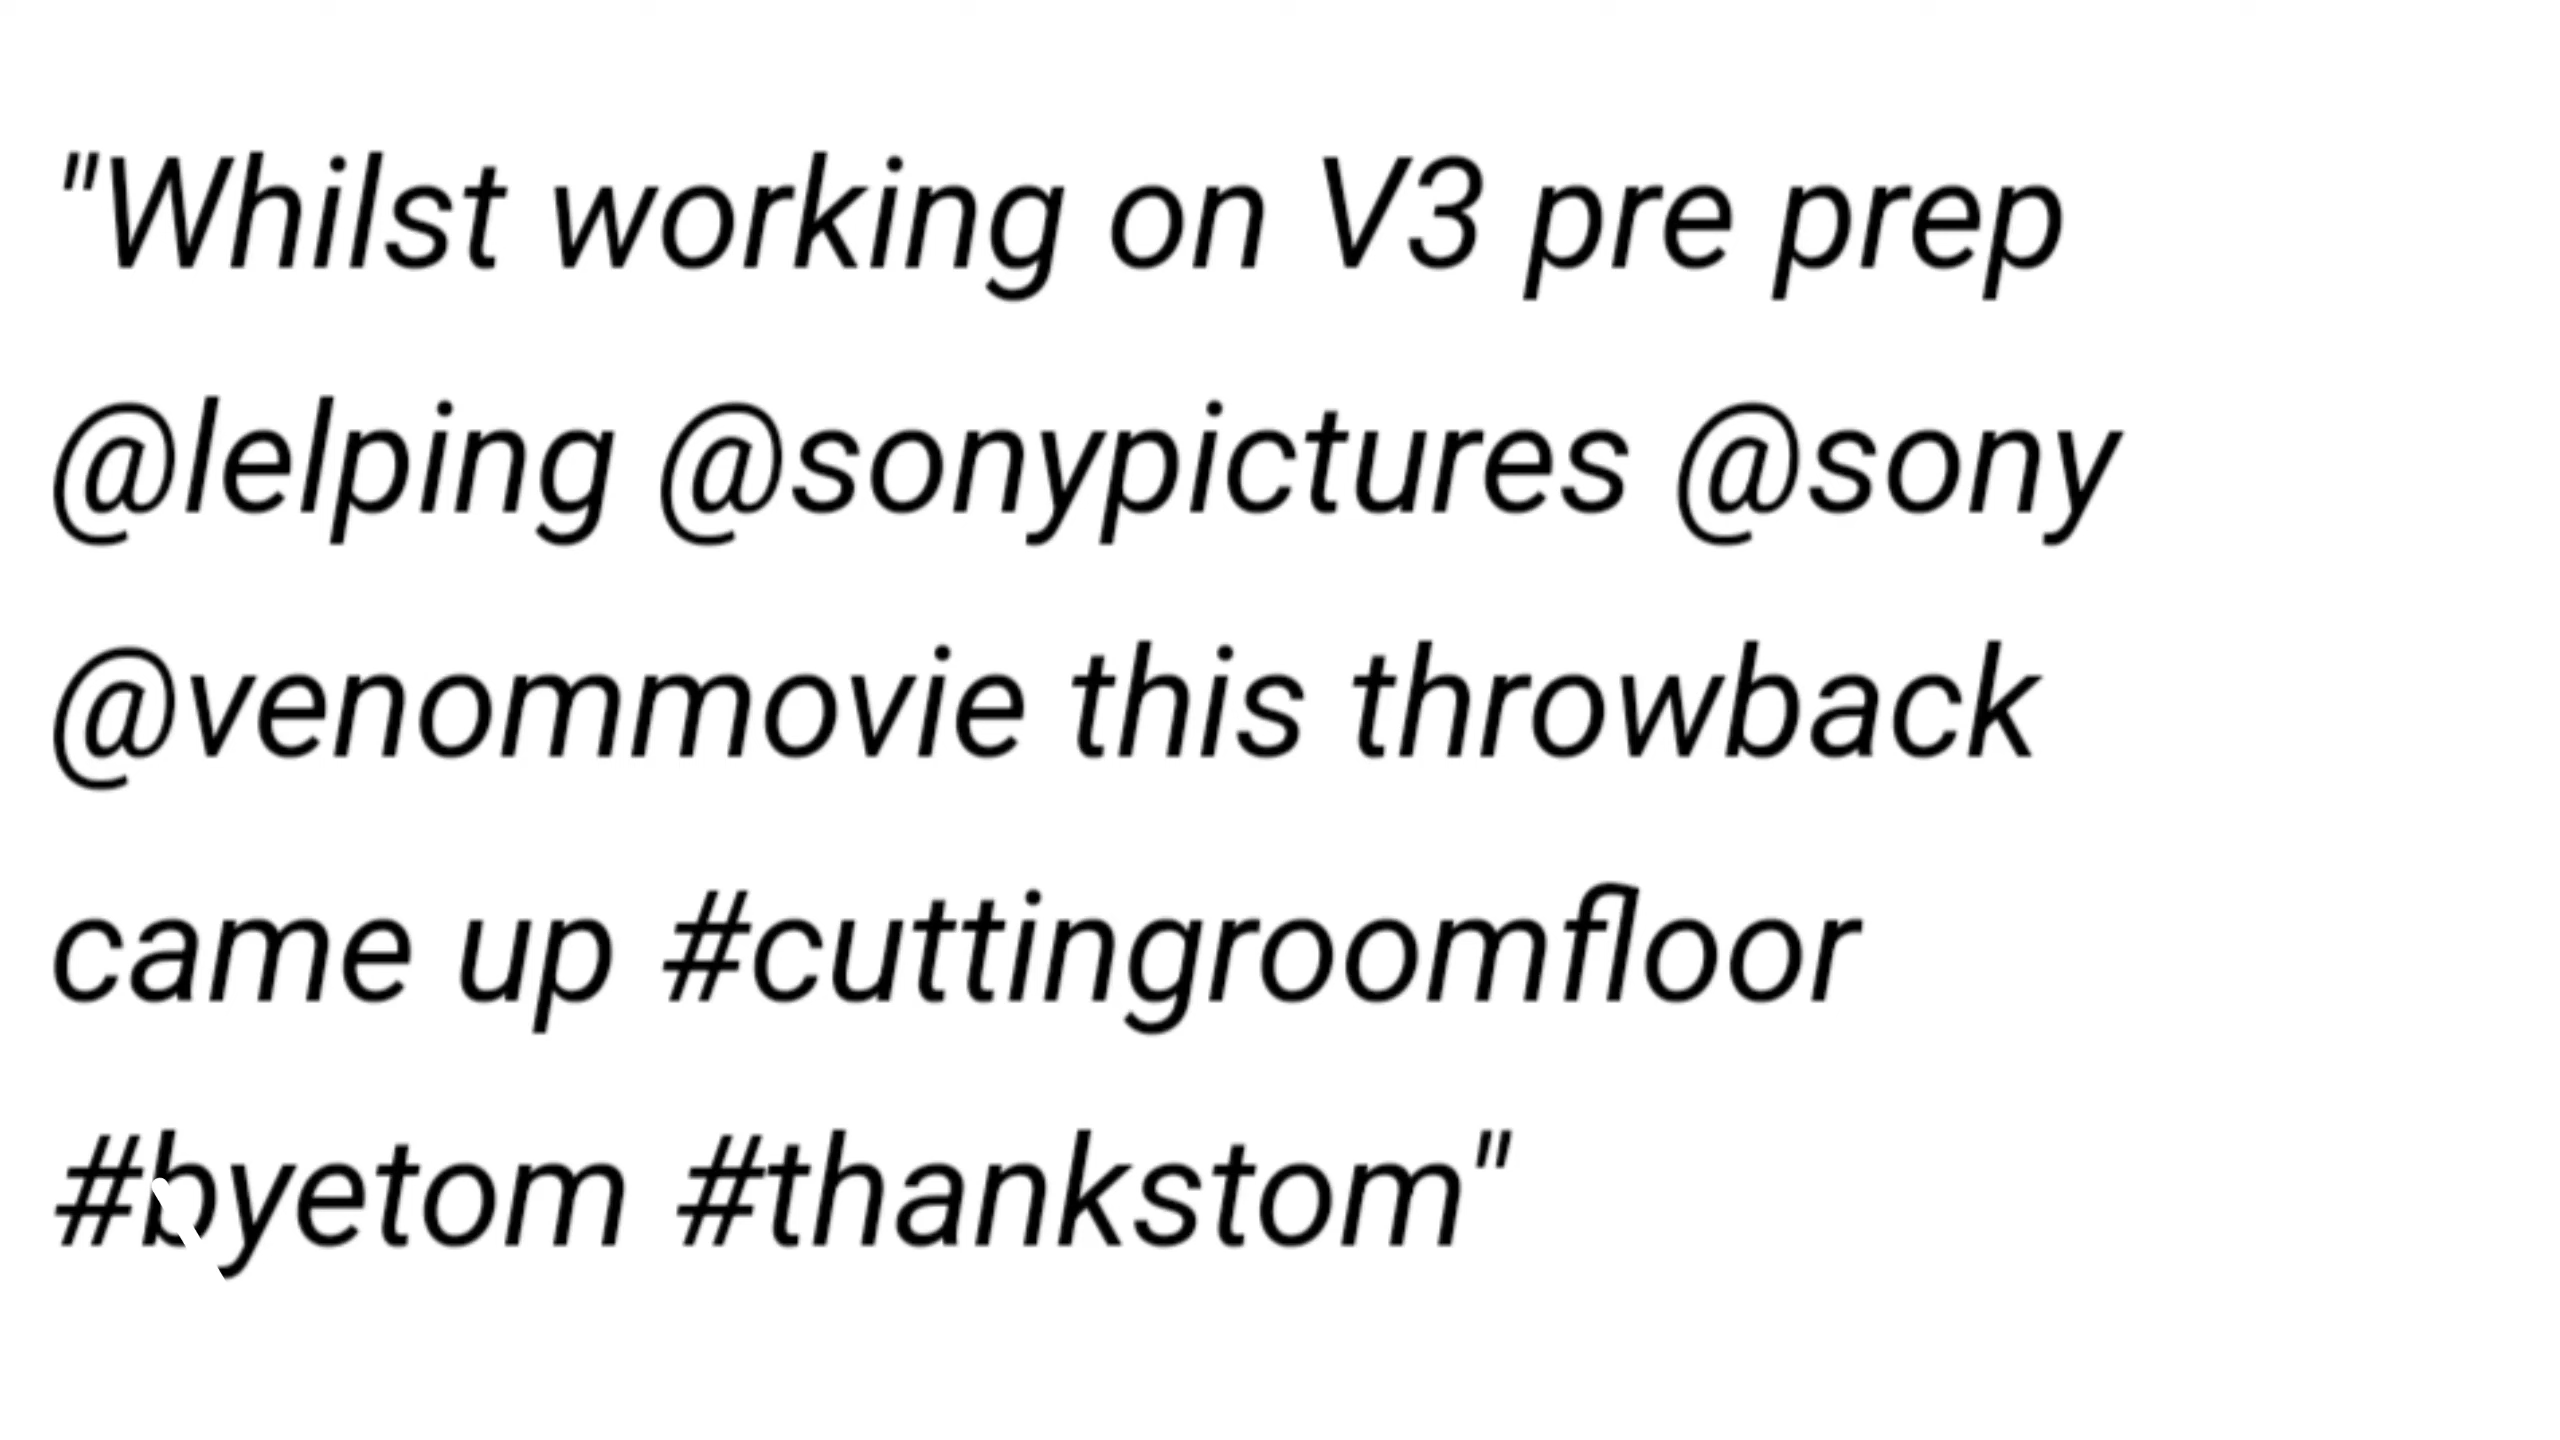 "Whilst working on V3 pre prep
@lelping @sonypictures @sony
@venommovie this throwback
came up #cuttingroomfloor
#byetom #thankstom"